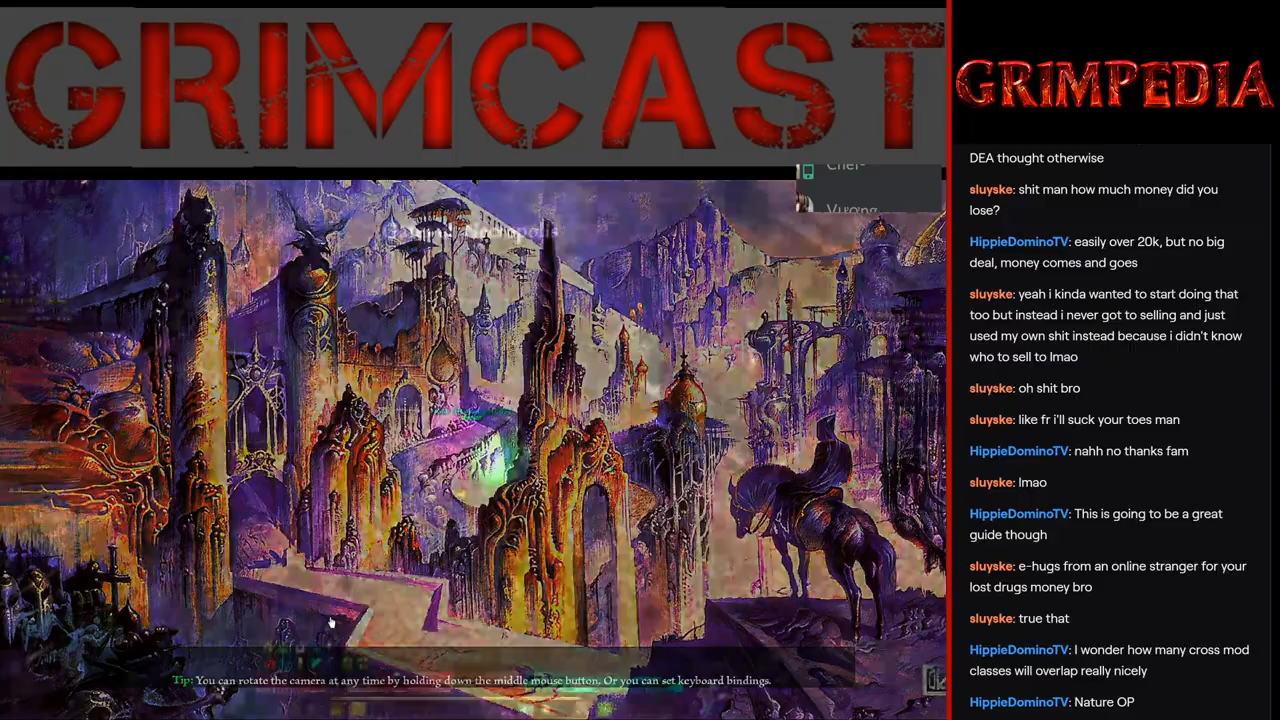 GRIMCAST
GRIMPEDIA
Chef-
Vương
DEA thought otherwise
sluyske: shit man how much money did you
lose?
HippieDominoTV: easily over 20k, but no big
deal, money comes and goes
sluyske: yeah i kinda wanted to start doing that
too but instead i never got to selling and just
used my own shit instead because i didn't know
who to sell to lmao
sluyske: oh shit bro
sluyske: like fr i'll suck your toes man
HippieDominoTV: nahh no thanks fam
sluyske: lmao
HippieDominoTV: This is going to be a great
guide though
sluyske: e-hugs from an online stranger for your
lost drugs money bro
sluyske: true that
HippieDominoTV: I wonder how many cross mod
classes will overlap really nicely
HippieDominoTV: Nature OP
Necropolis
Tip: You can rotate the camera at any time by holding down the middle mouse button. Or you can set keyboard bindings.